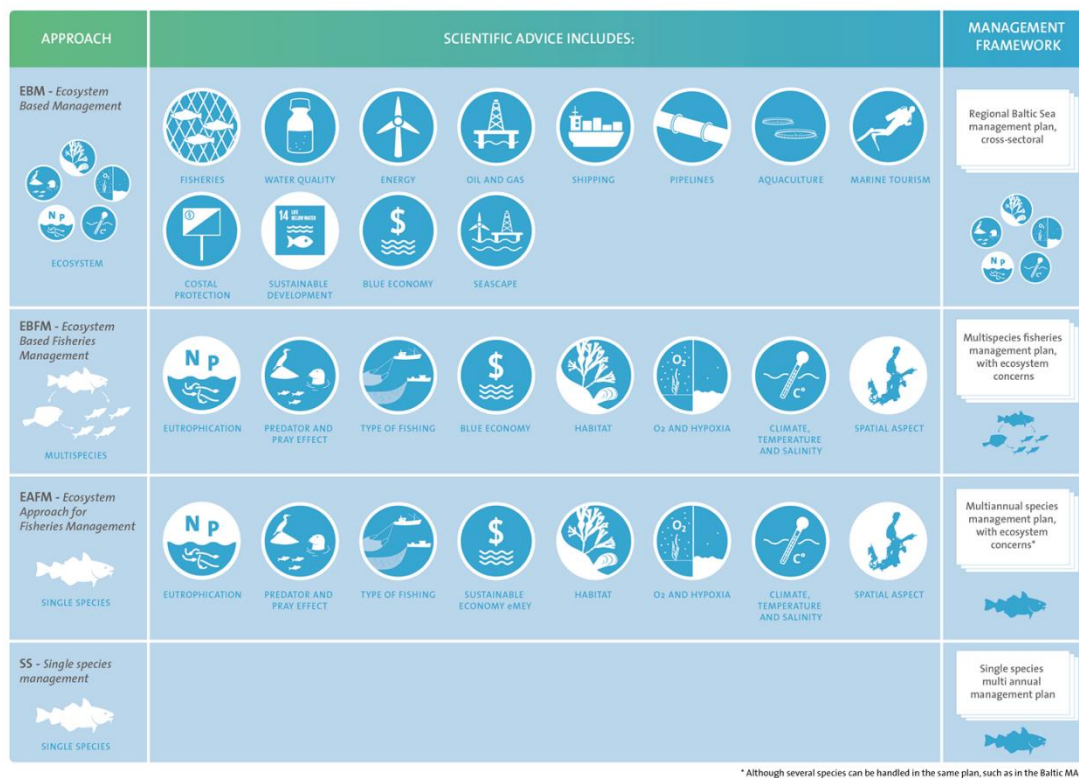 APPROACH
SCIENTIFIC ADVICE INCLUDES:
MANAGEMENT
FRAMEWORK
EBM - Ecosystem
Based Management
ECOSYSTEM
N P
FISHERIES
WATER QUALITY
ENERGY
OIL AND GAS
SHIPPING
PIPELINES
AQUACULTURE
MARINE TOURISM
14 LIFE
BELOW WATER
$
COSTAL
PROTECTION
SUSTAINABLE
DEVELOPMENT
BLUE ECONOMY
SEASCAPE
Regional Baltic Sea
management plan,
cross-sectoral
N P
EBFM - Ecosystem
Based Fisheries
Management
MULTISPECIES
N P
$
O₂
C°
EUTROPHICATION
PREDATOR AND
PRAY EFFECT
TYPE OF FISHING
BLUE ECONOMY
HABITAT
O₂ AND HYPOXIA
CLIMATE,
TEMPERATURE
AND SALINITY
SPATIAL ASPECT
Multispecies fisheries
management plan,
with ecosystem
concerns
EAFM - Ecosystem
Approach for
Fisheries Management
SINGLE SPECIES
N P
$
O₂
C°
EUTROPHICATION
PREDATOR AND
PRAY EFFECT
TYPE OF FISHING
SUSTAINABLE
ECONOMY eMEY
HABITAT
O₂ AND HYPOXIA
CLIMATE,
TEMPERATURE
AND SALINITY
SPATIAL ASPECT
Multiannual species
management plan,
with ecosystem
concerns*
SS - Single species
management
SINGLE SPECIES
Single species
multi annual
management plan
* Although several species can be handled in the same plan, such as in the Baltic MA